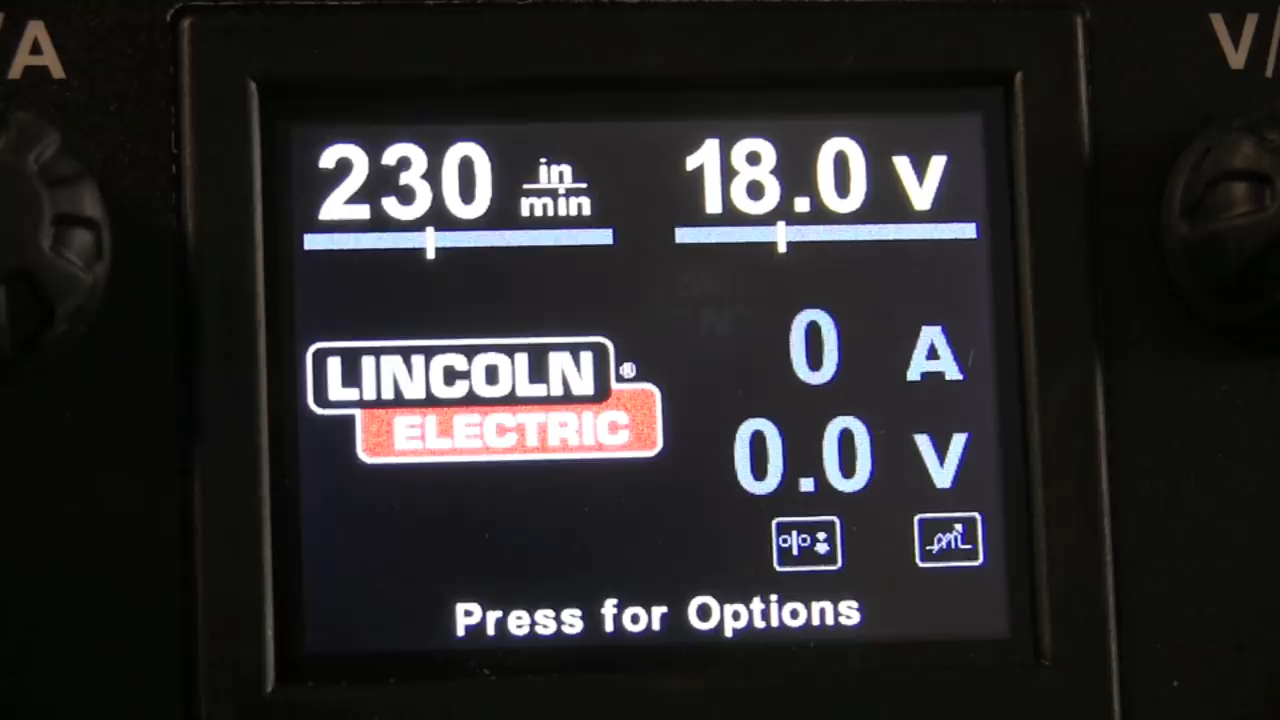 /A
V/
230 in/min
18.0 V
LINCOLN ®
ELECTRIC
0 A
0.0 V
Press for Options